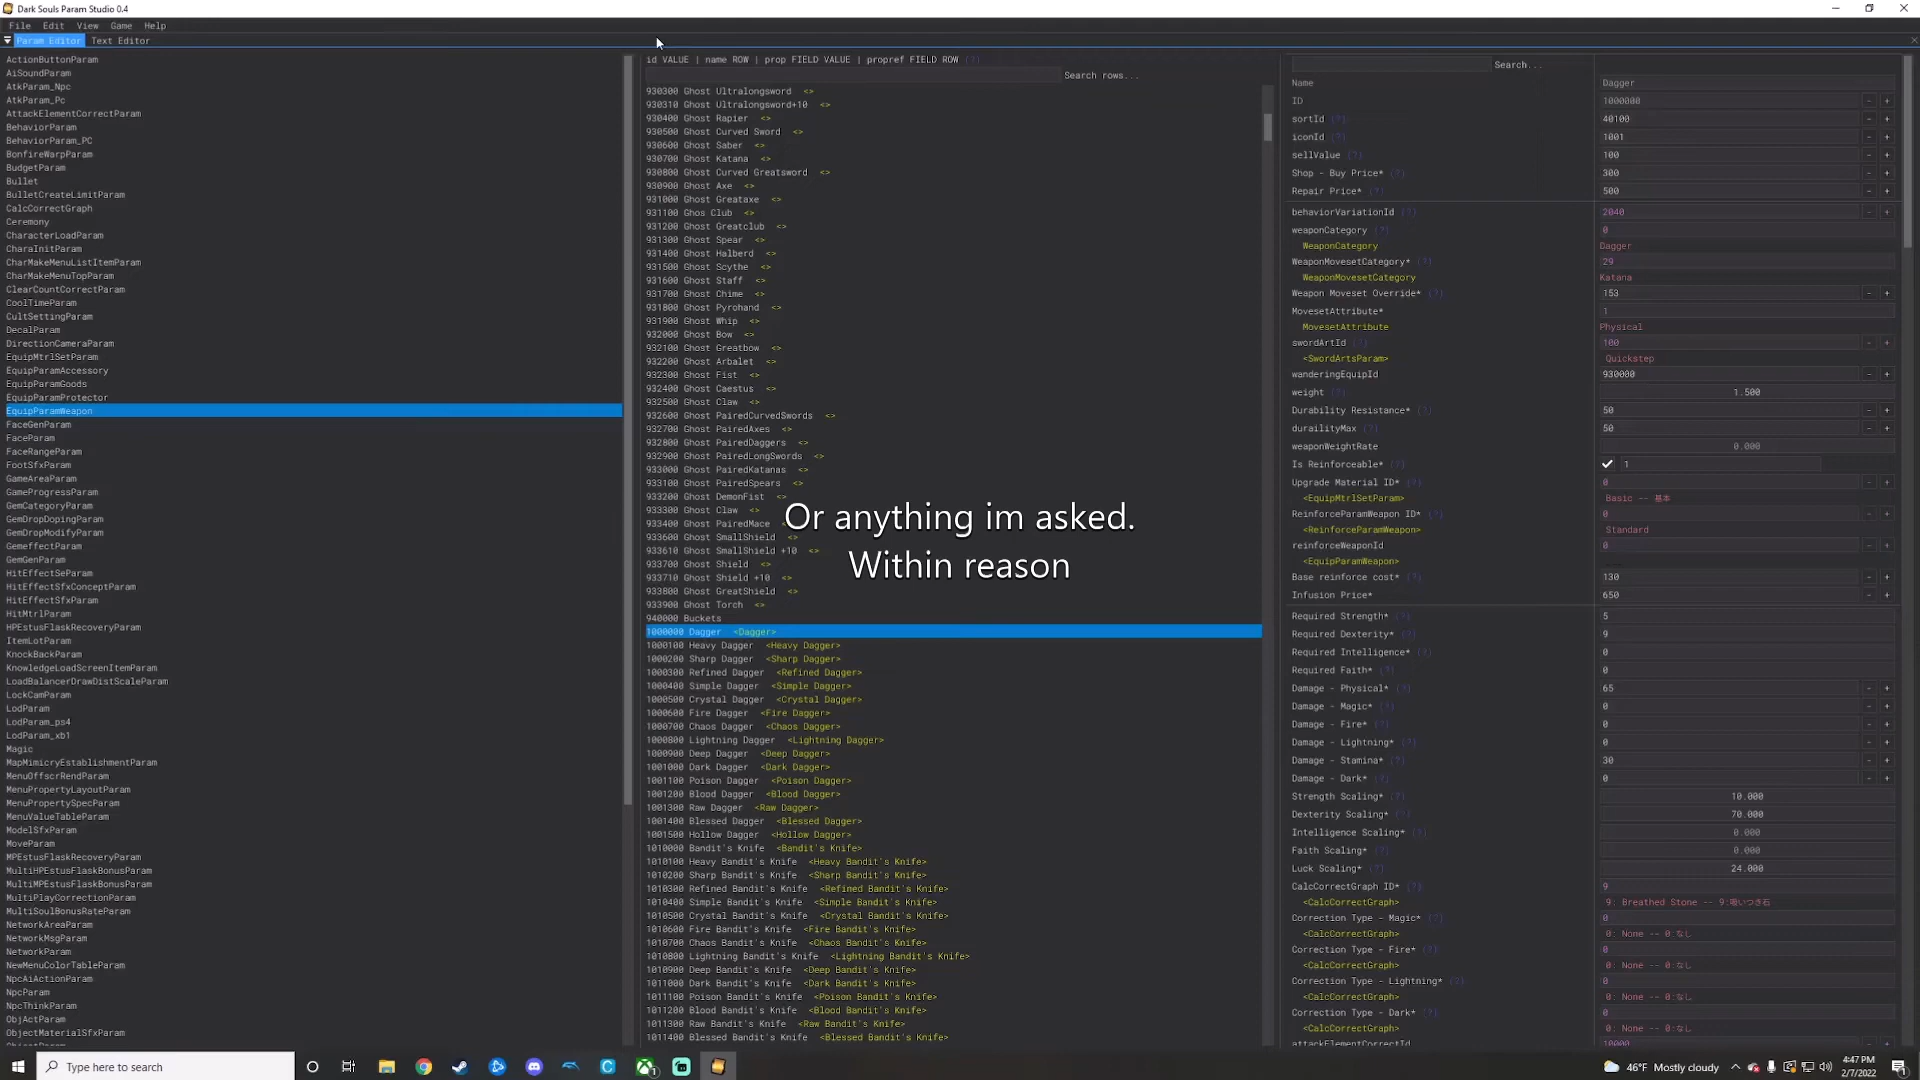 Dark Souls Param Studio 0.4
File Edit View Game Help
Param Editor Text Editor
ActionButtonParam
AiSoundParam
AtkParam_Npc
AtkParam_Pc
AttackElementCorrectParam
BehaviorParam
BehaviorParam_PC
BonfireWarpParam
BudgetParam
Bullet
BulletCreateLimitParam
CalcCorrectGraph
Ceremony
CharacterLoadParam
CharaInitParam
CharMakeMenuListItemParam
CharMakeMenuTopParam
ClearCountCorrectParam
CoolTimeParam
CultSettingParam
DecalParam
DirectionCameraParam
EquipMtrlSetParam
EquipParamAccessory
EquipParamGoods
EquipParamProtector
EquipParamWeapon
FaceGenParam
FaceParam
FaceRangeParam
FootSfxParam
GameAreaParam
GameProgressParam
GemCategoryParam
GemDropDopingParam
GemDropModifyParam
GemeffectParam
GemGenParam
HitEffectSeParam
HitEffectSfxConceptParam
HitEffectSfxParam
HitMtrlParam
HPEstusFlaskRecoveryParam
ItemLotParam
KnockBackParam
KnowledgeLoadScreenItemParam
LoadBalancerDrawDistScaleParam
LockCamParam
LodParam
LodParam_ps4
LodParam_xb1
Magic
MapMimicryEstablishmentParam
MenuOffscrRendParam
MenuPropertyLayoutParam
MenuPropertySpecParam
MenuValueTableParam
ModelSfxParam
MoveParam
MPEstusFlaskRecoveryParam
MultiHPEstusFlaskBonusParam
MultiMPEstusFlaskBonusParam
MultiPlayCorrectionParam
MultiSoulBonusRateParam
NetworkAreaParam
NetworkMsgParam
NetworkParam
NewMenuColorTableParam
NpcAiActionParam
NpcParam
NpcThinkParam
ObjActParam
ObjectMaterialSfxParam
id VALUE | name ROW | prop FIELD VALUE | propref FIELD ROW (?)
Search rows...
930300 Ghost Ultralongsword <>
930310 Ghost Ultralongsword+10 <>
930400 Ghost Rapier <>
930500 Ghost Curved Sword <>
930600 Ghost Saber <>
930700 Ghost Katana <>
930800 Ghost Curved Greatsword <>
930900 Ghost Axe <>
931000 Ghost Greataxe <>
931100 Ghos Club <>
931200 Ghost Greatclub <>
931300 Ghost Spear <>
931400 Ghost Halberd <>
931500 Ghost Scythe <>
931600 Ghost Staff <>
931700 Ghost Chime <>
931800 Ghost Pyrohand <>
931900 Ghost Whip <>
932000 Ghost Bow <>
932100 Ghost Greatbow <>
932200 Ghost Arbalet <>
932300 Ghost Fist <>
932400 Ghost Caestus <>
932500 Ghost Claw <>
932600 Ghost PairedCurvedSwords <>
932700 Ghost PairedAxes <>
932800 Ghost PairedDaggers <>
932900 Ghost PairedLongSwords <>
933000 Ghost PairedKatanas <>
933100 Ghost PairedSpears <>
933200 Ghost DemonFist <>
933300 Ghost Claw <>
933400 Ghost PairedMace
933600 Ghost SmallShield
933610 Ghost SmallShield +10 <>
933700 Ghost Shield <>
933710 Ghost Shield +10 <>
933800 Ghost GreatShield <>
933900 Ghost Torch <>
940000 Buckets
1000000 Dagger <Dagger>
1000100 Heavy Dagger <Heavy Dagger>
1000200 Sharp Dagger <Sharp Dagger>
1000300 Refined Dagger <Refined Dagger>
1000400 Simple Dagger <Simple Dagger>
1000500 Crystal Dagger <Crystal Dagger>
1000600 Fire Dagger <Fire Dagger>
1000700 Chaos Dagger <Chaos Dagger>
1000800 Lightning Dagger <Lightning Dagger>
1000900 Deep Dagger <Deep Dagger>
1001000 Dark Dagger <Dark Dagger>
1001100 Poison Dagger <Poison Dagger>
1001200 Blood Dagger <Blood Dagger>
1001300 Raw Dagger <Raw Dagger>
1001400 Blessed Dagger <Blessed Dagger>
1001500 Hollow Dagger <Hollow Dagger>
1010000 Bandit's Knife <Bandit's Knife>
1010100 Heavy Bandit's Knife <Heavy Bandit's Knife>
1010200 Sharp Bandit's Knife <Sharp Bandit's Knife>
1010300 Refined Bandit's Knife <Refined Bandit's Knife>
1010400 Simple Bandit's Knife <Simple Bandit's Knife>
1010500 Crystal Bandit's Knife <Crystal Bandit's Knife>
1010600 Fire Bandit's Knife <Fire Bandit's Knife>
1010700 Chaos Bandit's Knife <Chaos Bandit's Knife>
1010800 Lightning Bandit's Knife <Lightning Bandit's Knife>
1010900 Deep Bandit's Knife <Deep Bandit's Knife>
1011000 Dark Bandit's Knife <Dark Bandit's Knife>
1011100 Poison Bandit's Knife <Poison Bandit's Knife>
1011200 Blood Bandit's Knife <Blood Bandit's Knife>
1011300 Raw Bandit's Knife <Raw Bandit's Knife>
1011400 Blessed Bandit's Knife <Blessed Bandit's Knife>
Or anything im asked.
Within reason
Search...
Name Dagger
ID 1000000 - +
sortId (?) 40100 - +
iconId (?) 1001 - +
sellValue (?) 100 - +
Shop - Buy Price* (?) 300 - +
Repair Price* (?) 500 - +
behaviorVariationId (?) 2040 - +
weaponCategory (?) 0
WeaponCategory Dagger
WeaponMovesetCategory* (?) 29
WeaponMovesetCategory Katana
Weapon Moveset Override* (?) 153 - +
MovesetAttribute* 1
MovesetAttribute Physical
swordArtId (?) 100 - +
<SwordArtsParam> Quickstep
wanderingEquipId 930000 - +
weight (?) 1.500
Durability Resistance* (?) 50 - +
durailityMax (?) 50 - +
weaponWeightRate 0.000
Is Reinforceable* (?) 1
Upgrade Material ID* (?) 0 - +
<EquipMtrlSetParam> Basic -- 基本
ReinforceParamWeapon ID* (?) 0 - +
<ReinforceParamWeapon> Standard
reinforceWeaponId 0 - +
<EquipParamWeapon>
Base reinforce cost* (?) 130 - +
Infusion Price* 650 - +
Required Strength* (?) 5
Required Dexterity* (?) 9
Required Intelligence* (?) 0
Required Faith* (?) 0
Damage - Physical* (?) 65 - +
Damage - Magic* (?) 0 - +
Damage - Fire* (?) 0 - +
Damage - Lightning* (?) 0 - +
Damage - Stamina* (?) 30 - +
Damage - Dark* (?) 0 - +
Strength Scaling* (?) 10.000
Dexterity Scaling* (?) 70.000
Intelligence Scaling* (?) 0.000
Faith Scaling* (?) 0.000
Luck Scaling* (?) 24.000
CalcCorrectGraph ID* (?) 9
<CalcCorrectGraph> 9: Breathed Stone -- 9:吸いつき石
Correction Type - Magic* (?) 0
<CalcCorrectGraph> 0: None -- 0:なし
Correction Type - Fire* (?) 0
<CalcCorrectGraph> 0: None -- 0:なし
Correction Type - Lightning* (?) 0
<CalcCorrectGraph> 0: None -- 0:なし
Correction Type - Dark* (?) 0
<CalcCorrectGraph> 0: None -- 0:なし
attackElementCorrectId 10000 - +
Type here to search
46°F Mostly cloudy
4:47 PM
2/7/2022